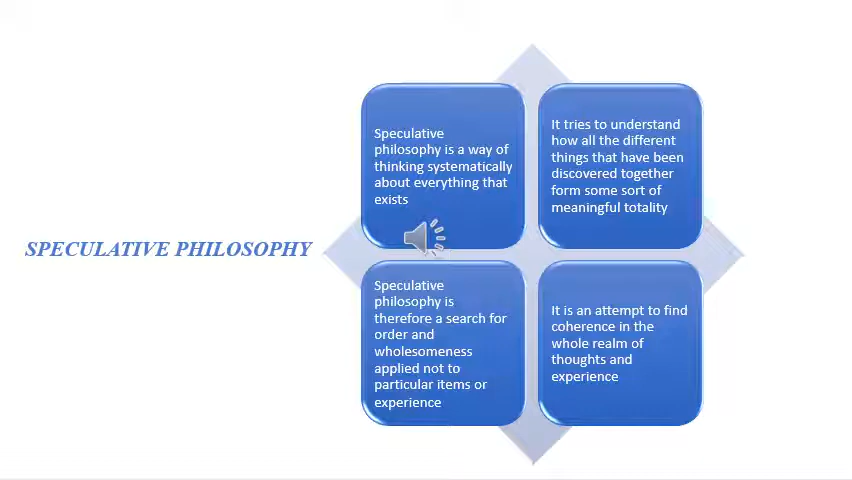 SPECULATIVE PHILOSOPHY
Speculative
philosophy is a way of
thinking systematically
about everything that
exists
It tries to understand
how all the different
things that have been
discovered together
form some sort of
meaningful totality
Speculative
philosophy is
therefore a search for
order and
wholesomeness
applied not to
particular items or
experience
It is an attempt to find
coherence in the
whole realm of
thoughts and
experience